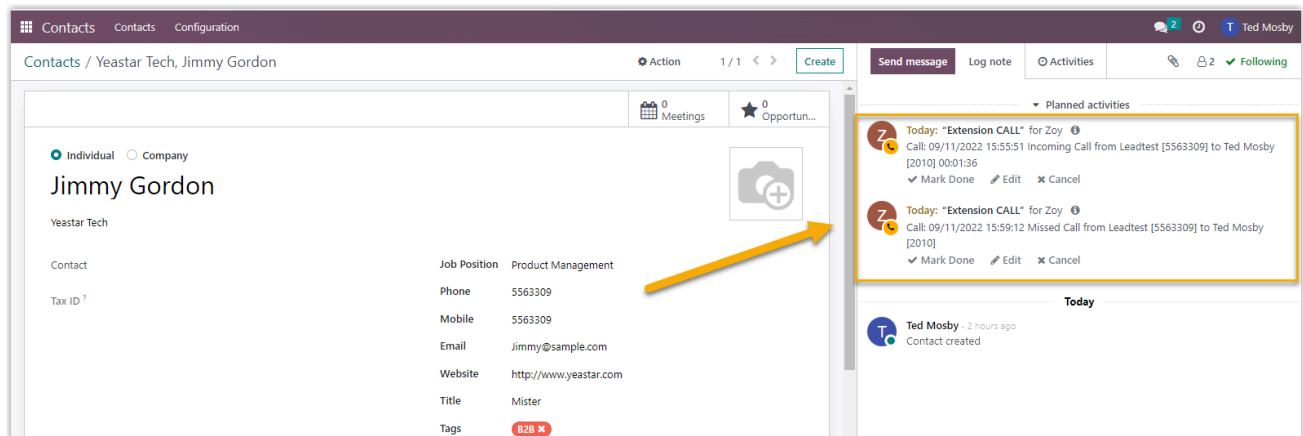 Contacts Contacts Configuration 2 T Ted Mosby
Contacts / Yeastar Tech, Jimmy Gordon Action 1 / 1 Create
Send message Log note Activities 2 Following
0 Meetings
0 Opportun...
Individual Company
Jimmy Gordon
Yeastar Tech
Contact
Tax ID ?
Job Position Product Management
Phone 5563309
Mobile 5563309
Email Jimmy@sample.com
Website http://www.yeastar.com
Title Mister
Tags B2B ×
Planned activities
Z
Today: "Extension CALL" for Zoy
Call: 09/11/2022 15:55:51 Incoming Call from Leadtest [5563309] to Ted Mosby
[2010] 00:01:36
Mark Done Edit Cancel
Z
Today: "Extension CALL" for Zoy
Call: 09/11/2022 15:59:12 Missed Call from Leadtest [5563309] to Ted Mosby
[2010]
Mark Done Edit Cancel
Today
T
Ted Mosby - 2 hours ago
Contact created